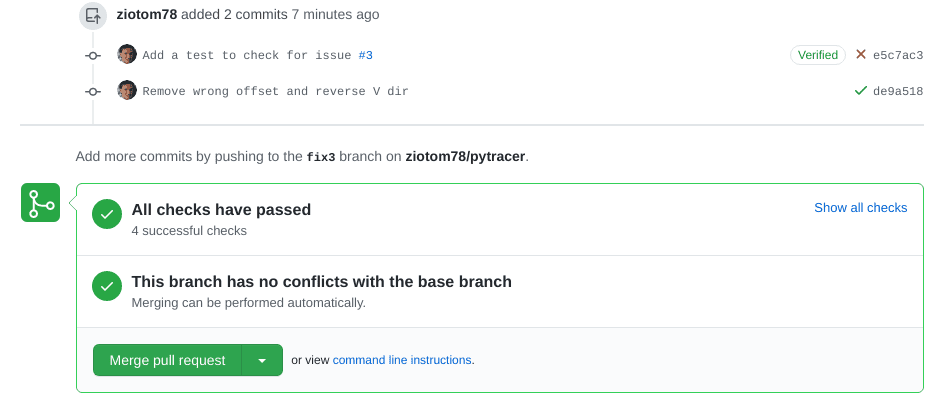 ziotom78 added 2 commits 7 minutes ago
Add a test to check for issue #3 Verified e5c7ac3
Remove wrong offset and reverse V dir de9a518
Add more commits by pushing to the fix3 branch on ziotom78/pytracer.
All checks have passed Show all checks
4 successful checks
This branch has no conflicts with the base branch
Merging can be performed automatically.
Merge pull request or view command line instructions.